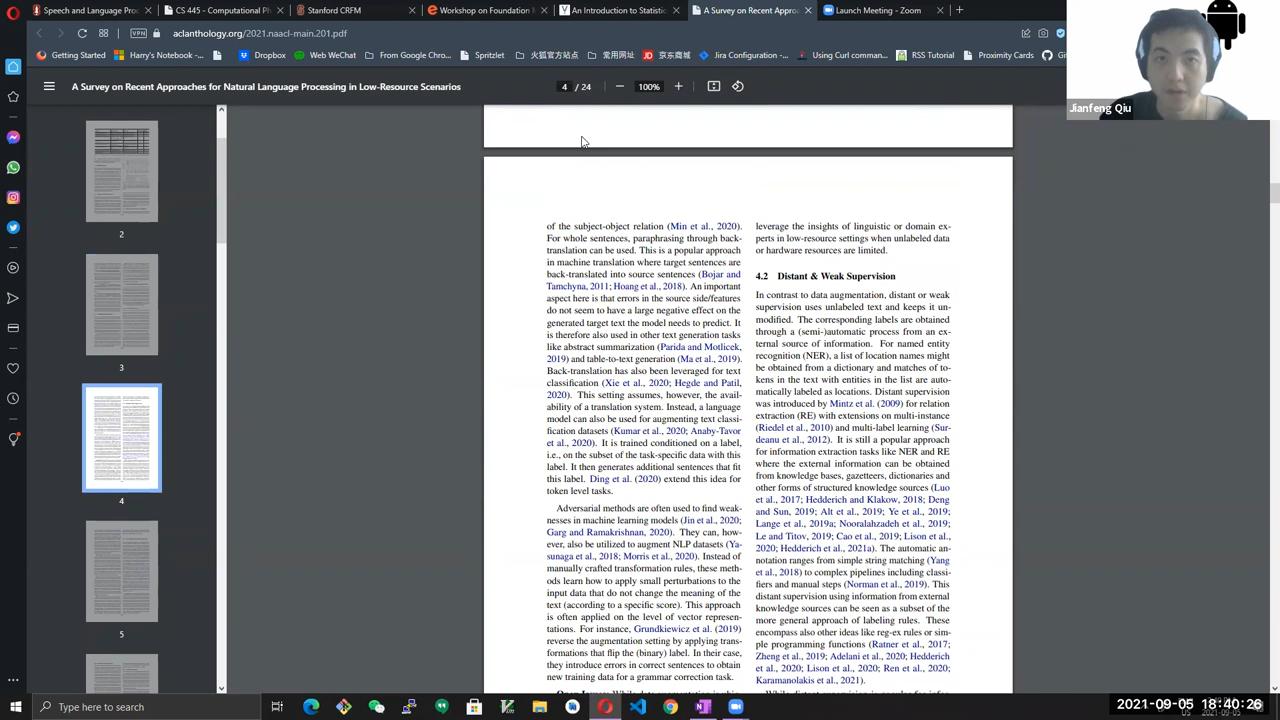 Speech and Language Proc
CS 445 - Computational Ph
Stanford CRFM
Workshop on Foundation M
An Introduction to Statistic
A Survey on Recent Approa
Launch Meeting - Zoom
VPN
aclanthology.org/2021.naacl-main.201.pdf
Getting Started
Harry's Notebook -...
Dropbox
WebWhatsApp
From Google Chro...
Spritzlet
火狐官方站点
常用网址
京东商城
Jira Configuration -...
Using Curl comman...
RSS Tutorial
Proximity Cards
Gi
A Survey on Recent Approaches for Natural Language Processing in Low-Resource Scenarios
4 / 24
100%
Jianfeng Qiu
2
3
4
5
of the subject-object relation (Min et al., 2020).
For whole sentences, paraphrasing through back-
translation can be used. This is a popular approach
in machine translation where target sentences are
back-translated into source sentences (Bojar and
Tamchyna, 2011; Hoang et al., 2018). An important
aspect here is that errors in the source side/features
do not seem to have a large negative effect on the
generated target text the model needs to predict. It
is therefore also used in other text generation tasks
like abstract summarization (Parida and Motlicek,
2019) and table-to-text generation (Ma et al., 2019).
Back-translation has also been leveraged for text
classification (Xie et al., 2020; Hegde and Patil,
2020). This setting assumes, however, the avail-
ability of a translation system. Instead, a language
model can also be used for augmenting text classi-
fication datasets (Kumar et al., 2020; Anaby-Tavor
et al., 2020). It is trained conditioned on a label,
i.e., on the subset of the task-specific data with this
label. It then generates additional sentences that fit
this label. Ding et al. (2020) extend this idea for
token level tasks.
Adversarial methods are often used to find weak-
nesses in machine learning models (Jin et al., 2020;
Garg and Ramakrishnan, 2020). They can, how-
ever, also be utilized to augment NLP datasets (Ya-
sunaga et al., 2018; Morris et al., 2020). Instead of
manually crafted transformation rules, these meth-
ods learn how to apply small perturbations to the
input data that do not change the meaning of the
text (according to a specific score). This approach
is often applied on the level of vector represen-
tations. For instance, Grundkiewicz et al. (2019)
reverse the augmentation setting by applying trans-
formations that flip the (binary) label. In their case,
they introduce errors in correct sentences to obtain
new training data for a grammar correction task.
leverage the insights of linguistic or domain ex-
perts in low-resource settings when unlabeled data
or hardware resources are limited.
4.2 Distant & Weak Supervision
In contrast to data augmentation, distant or weak
supervision uses unlabeled text and keeps it un-
modified. The corresponding labels are obtained
through a (semi-)automatic process from an ex-
ternal source of information. For named entity
recognition (NER), a list of location names might
be obtained from a dictionary and matches of to-
kens in the text with entities in the list are auto-
matically labeled as locations. Distant supervision
was introduced by Mintz et al. (2009) for relation
extraction (RE) with extensions on multi-instance
(Riedel et al., 2010) and multi-label learning (Sur-
deanu et al., 2012). It is still a popular approach
for information extraction tasks like NER and RE
where the external information can be obtained
from knowledge bases, gazetteers, dictionaries and
other forms of structured knowledge sources (Luo
et al., 2017; Hedderich and Klakow, 2018; Deng
and Sun, 2019; Alt et al., 2019; Ye et al., 2019;
Lange et al., 2019a; Nooralahzadeh et al., 2019;
Le and Titov, 2019; Cao et al., 2019; Lison et al.,
2020; Hedderich et al., 2021a). The automatic an-
notation ranges from simple string matching (Yang
et al., 2018) to complex pipelines including classi-
fiers and manual steps (Norman et al., 2019). This
distant supervision using information from external
knowledge sources can be seen as a subset of the
more general approach of labeling rules. These
encompass also other ideas like reg-ex rules or sim-
ple programming functions (Ratner et al., 2017;
Zheng et al., 2019; Adelani et al., 2020; Hedderich
et al., 2020; Lison et al., 2020; Ren et al., 2020;
Karamanolakis et al., 2021).
Type here to search
2021-09-05 18:40:26